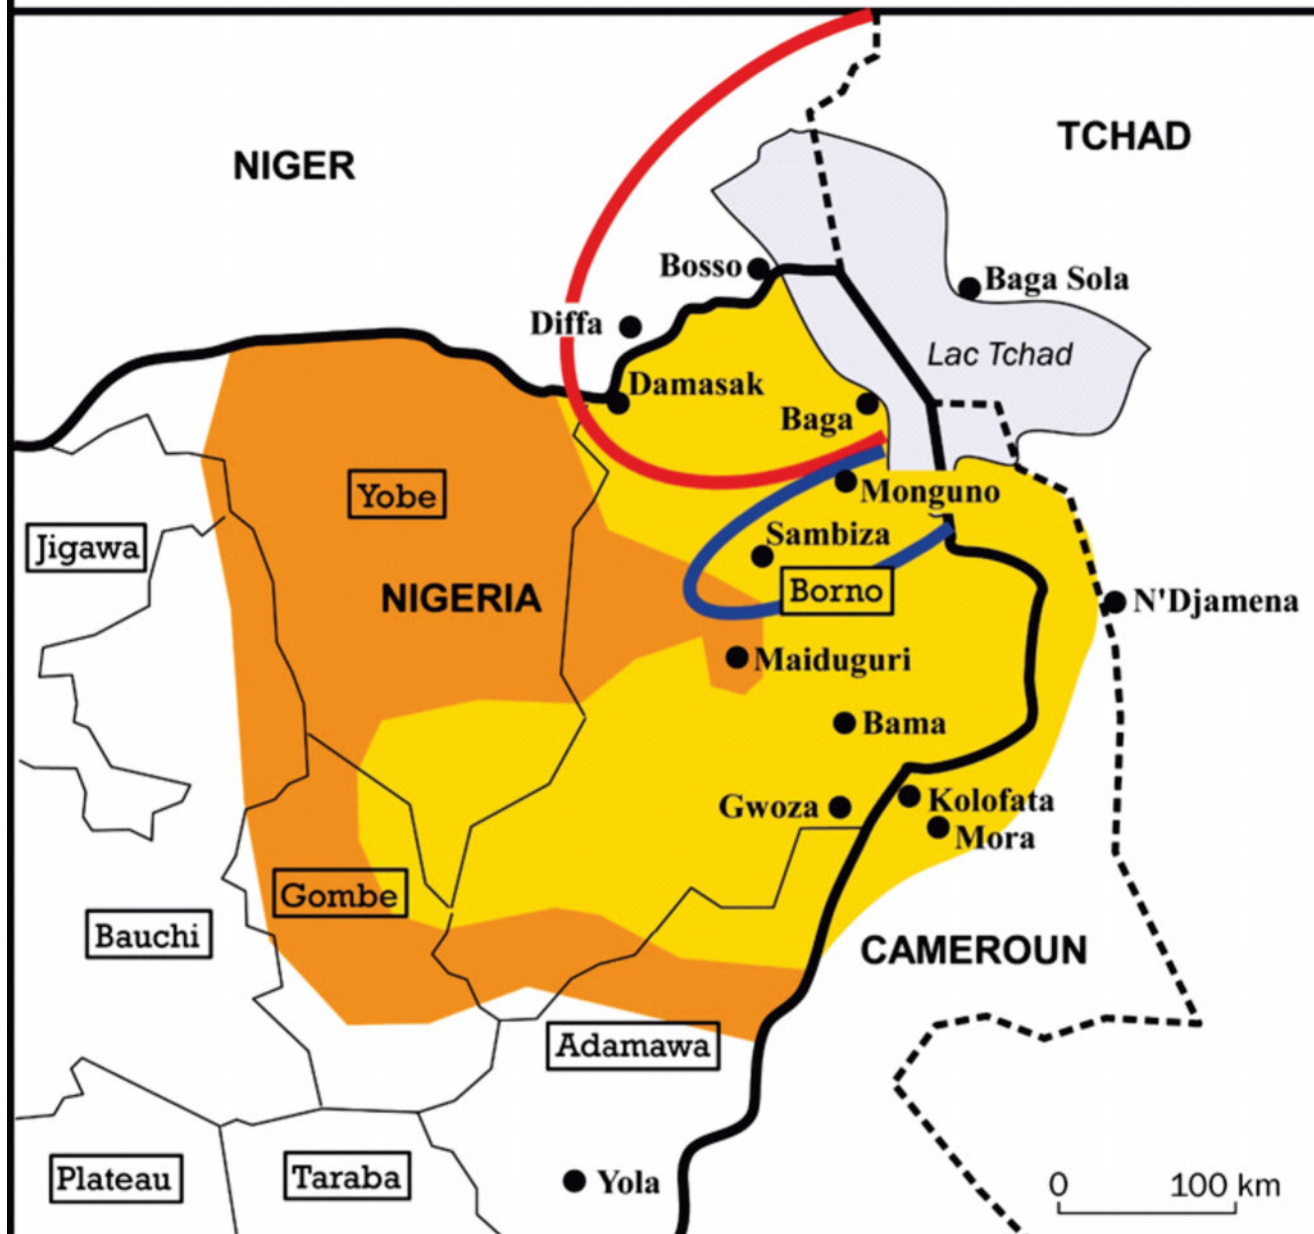 TCHAD
NIGER
Bosso
Baga Sola
Diffa
Lac Tchad
Damasak
Baga
Yobe
Monguno
Jigawa
Sambiza
NIGERIA
Borno
N'Djamena
Maiduguri
Bama
Gwoza
Kolofata
Mora
Gombe
Bauchi
CAMEROUN
Adamawa
Plateau
Taraba
Yola
0 100 km